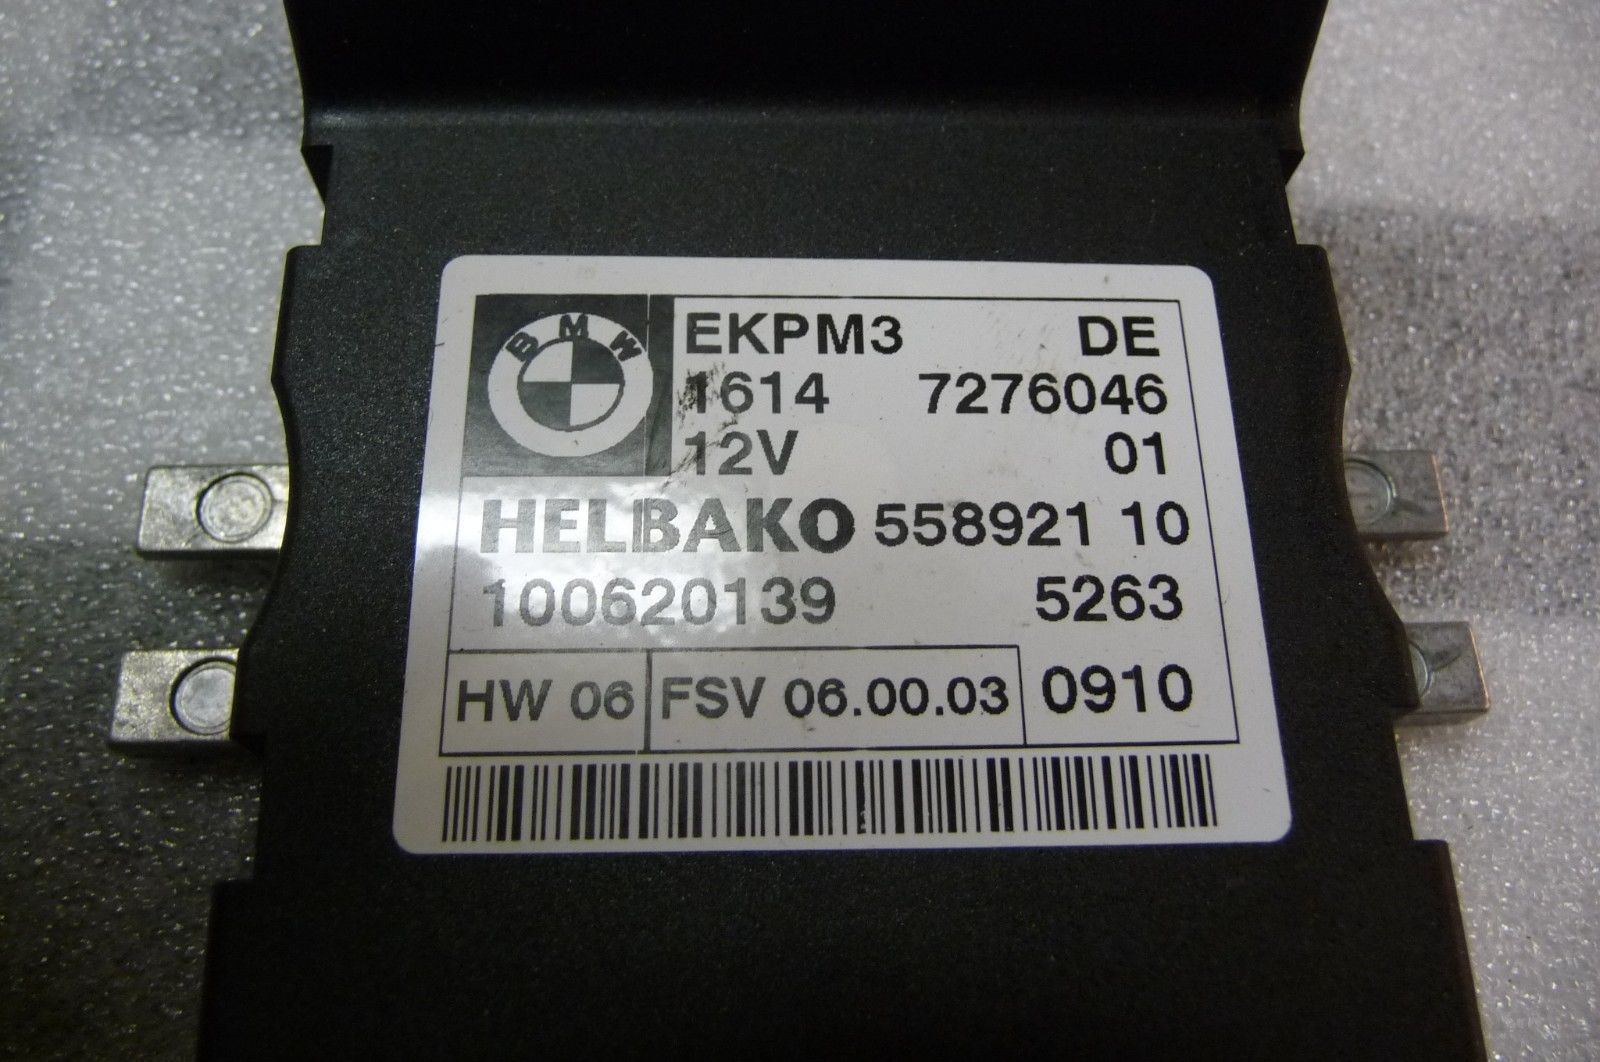 BMW
EKPM3 DE
1614 7276046
12V 01
HELBAKO 558921 10
100620139 5263
HW 06 FSV 06.00.03 0910